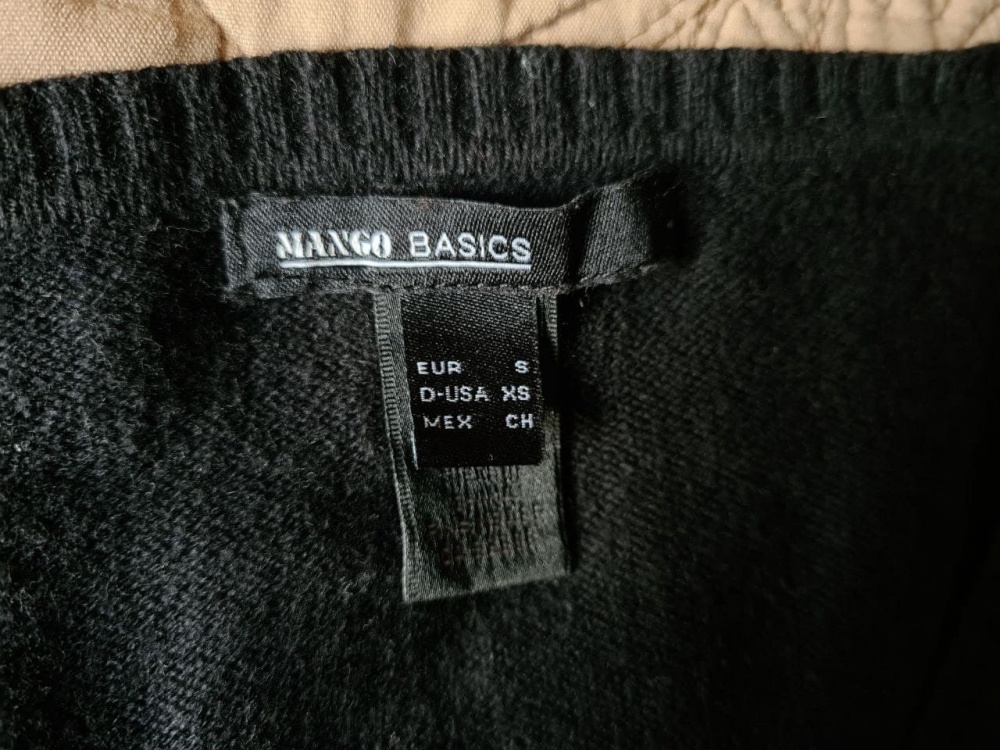 MANGO BASICS
EUR S
D-USA XS
MEX CH